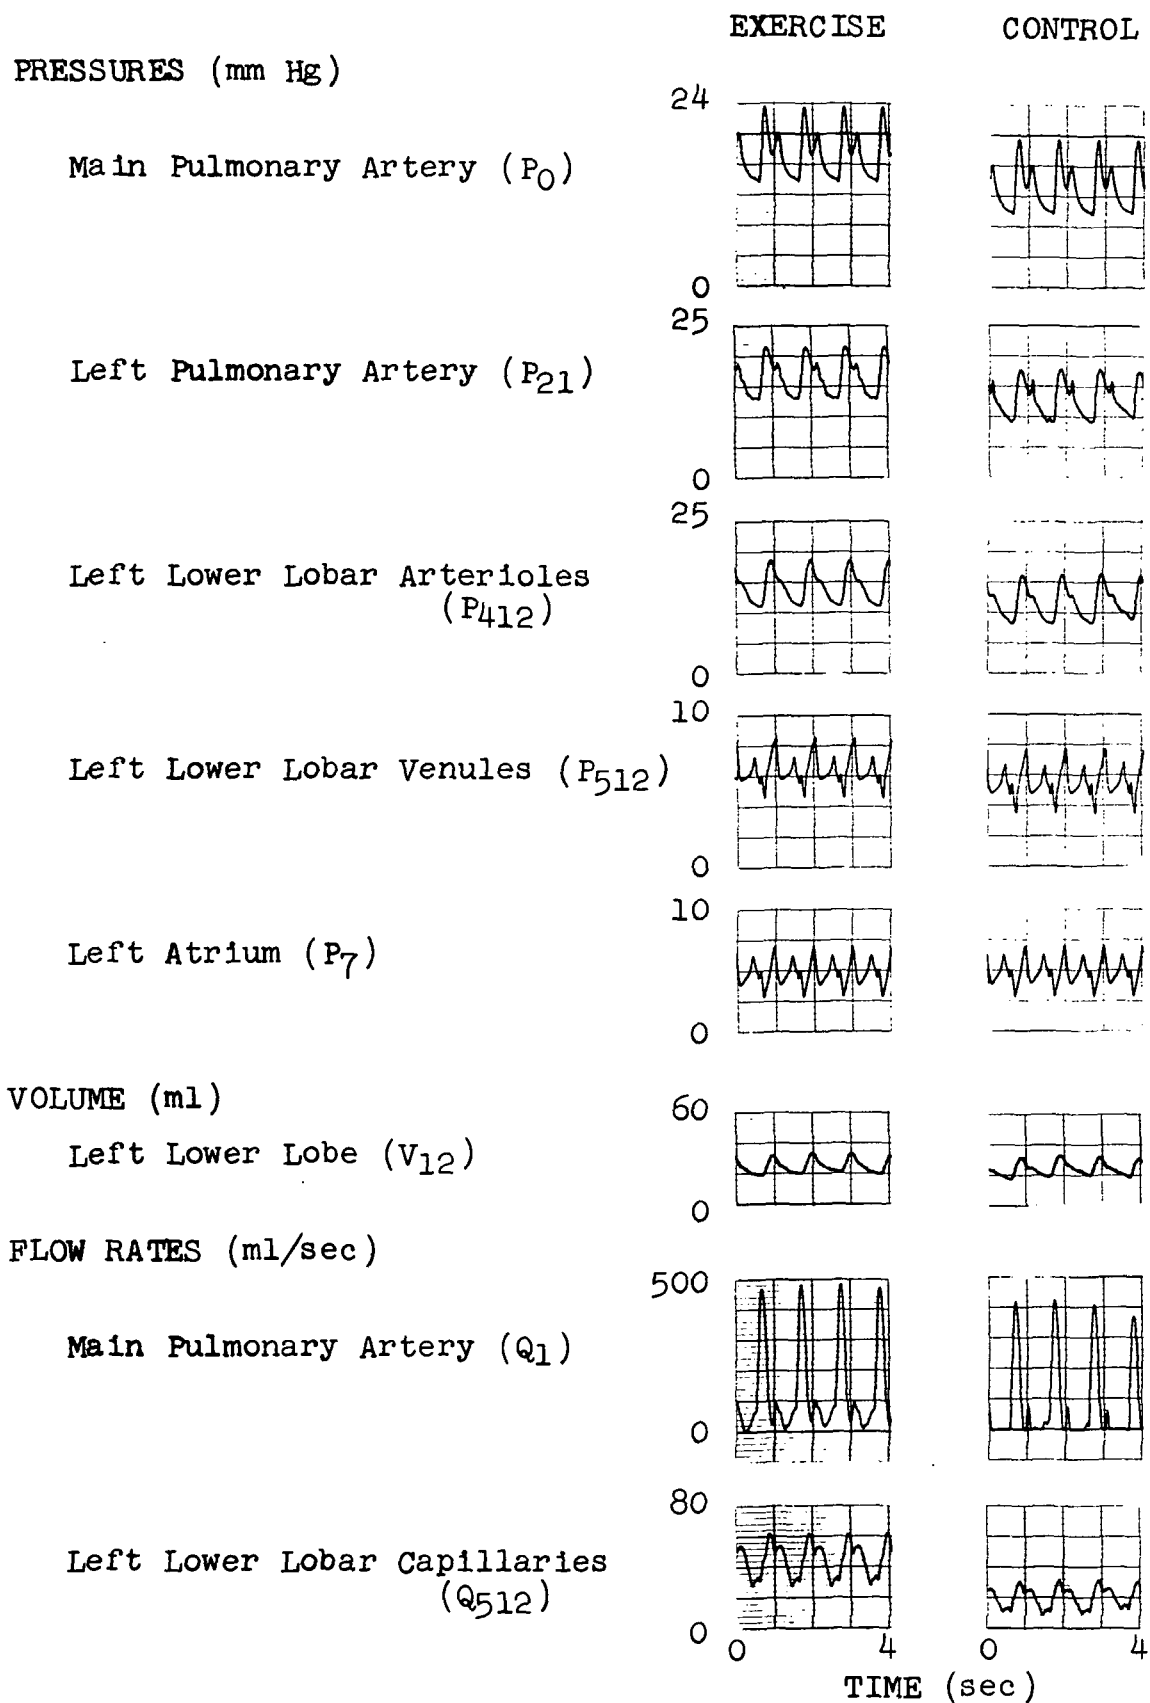 EXERCISE CONTROL
PRESSURES (mm Hg)
24
Main Pulmonary Artery (P0)
0
25
Left Pulmonary Artery (P21)
0
25
Left Lower Lobar Arterioles
(P412)
0
10
Left Lower Lobar Venules (P512)
0
10
Left Atrium (P7)
0
VOLUME (ml)
60
Left Lower Lobe (V12)
0
FLOW RATES (ml/sec)
500
Main Pulmonary Artery (Q1)
0
80
Left Lower Lobar Capillaries
(Q512)
0
0 4 0 4
TIME (sec)